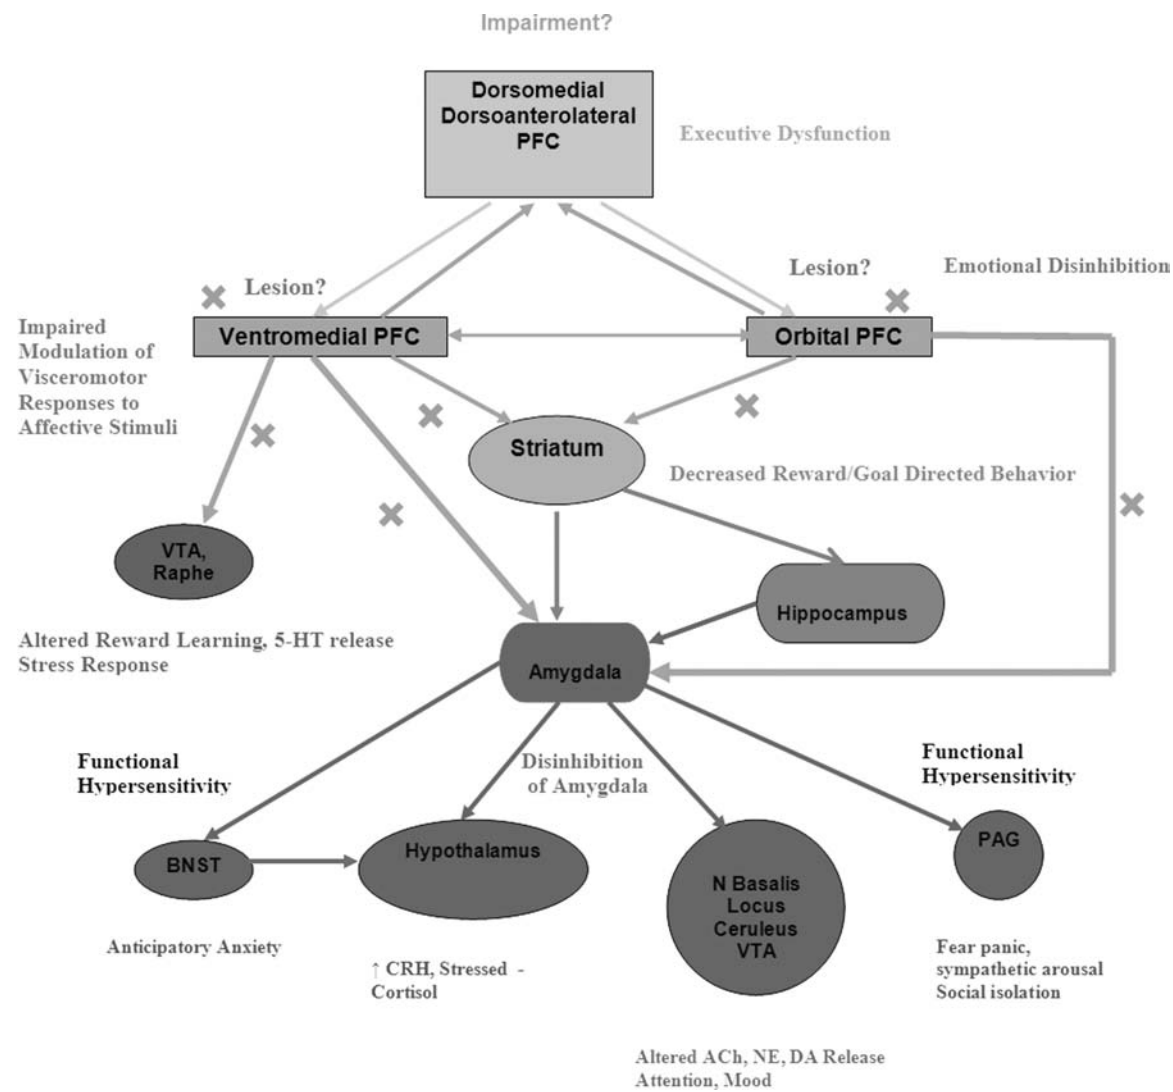 Impairment?
Dorsomedial
Dorsoanterolateral
PFC
Executive Dysfunction
Lesion?
Lesion?
Emotional Disinhibition
Impaired
Modulation of
Visceromotor
Responses to
Affective Stimuli
Ventromedial PFC
Orbital PFC
Striatum
Decreased Reward/Goal Directed Behavior
VTA,
Raphe
Hippocampus
Altered Reward Learning, 5-HT release
Stress Response
Amygdala
Functional
Hypersensitivity
Disinhibition
of Amygdala
Functional
Hypersensitivity
BNST
Hypothalamus
N Basalis
Locus
Ceruleus
VTA
PAG
Anticipatory Anxiety
↑ CRH, Stressed -
Cortisol
Fear panic,
sympathetic arousal
Social isolation
Altered ACh, NE, DA Release
Attention, Mood